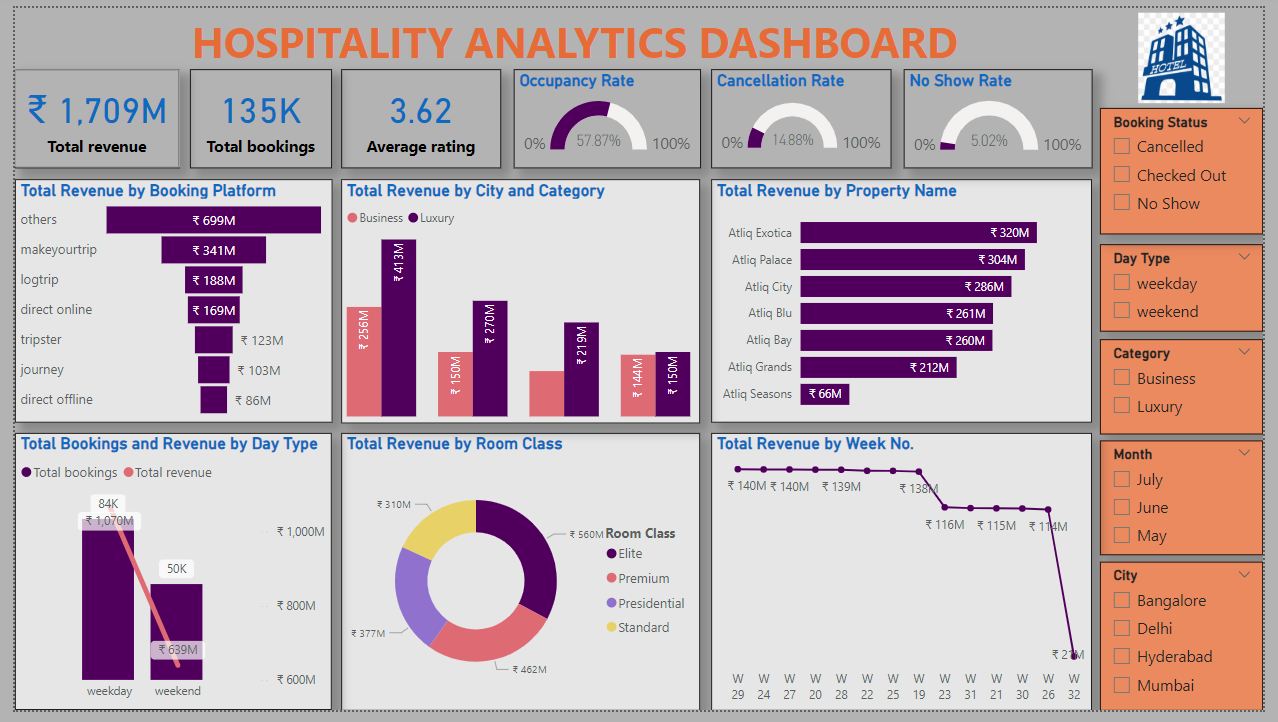 HOSPITALITY ANALYTICS DASHBOARD
HOTEL
₹ 1,709M
Total revenue
135K
Total bookings
3.62
Average rating
Occupancy Rate
0%
57.87%
100%
Cancellation Rate
0%
14.88%
100%
No Show Rate
0%
5.02%
100%
Booking Status
Cancelled
Checked Out
No Show
Day Type
weekday
weekend
Category
Business
Luxury
Month
July
June
May
City
Bangalore
Delhi
Hyderabad
Mumbai
Total Revenue by Booking Platform
others ₹ 699M
makeyourtrip ₹ 341M
logtrip ₹ 188M
direct online ₹ 169M
tripster ₹ 123M
journey ₹ 103M
direct offline ₹ 86M
Total Revenue by City and Category
Business Luxury
₹ 256M
₹ 413M
₹ 150M
₹ 270M
₹ 219M
₹ 144M
₹ 150M
Total Revenue by Property Name
Atliq Exotica ₹ 320M
Atliq Palace ₹ 304M
Atliq City ₹ 286M
Atliq Blu ₹ 261M
Atliq Bay ₹ 260M
Atliq Grands ₹ 212M
Atliq Seasons ₹ 66M
Total Bookings and Revenue by Day Type
Total bookings Total revenue
84K
₹ 1,070M
50K
₹ 639M
₹ 1,000M
₹ 800M
₹ 600M
weekday weekend
Total Revenue by Room Class
₹ 310M
₹ 560M
₹ 377M
₹ 462M
Room Class
Elite
Premium
Presidential
Standard
Total Revenue by Week No.
₹ 140M ₹ 140M ₹ 139M ₹ 138M
₹ 116M ₹ 115M ₹ 114M
₹ 21M
W W W W W W W W W W W W W W
29 24 27 20 28 22 25 19 23 31 21 30 26 32